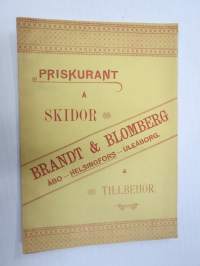 PRISKURANT
Å
SKIDOR
BRANDT & BLOMBERG
ÅBO — HELSINGFORS — ULEÅBORG.
&
TILLBEHÖR.